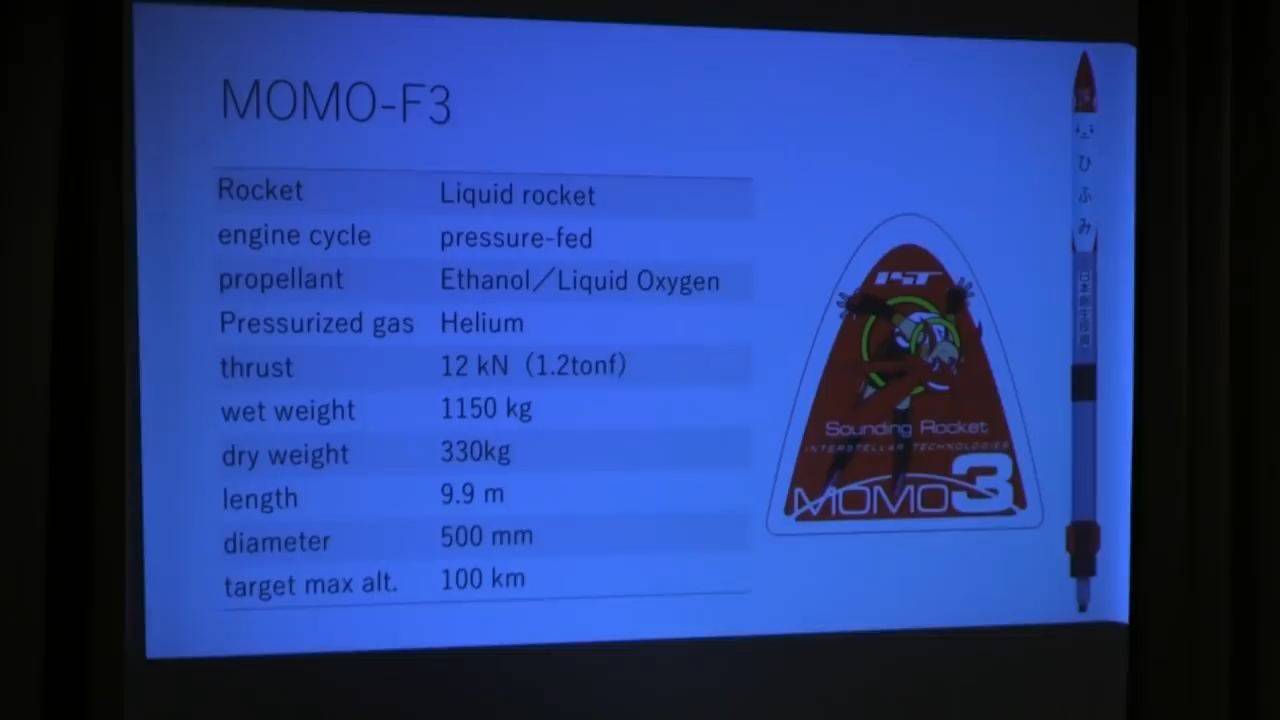 MOMO-F3
Rocket Liquid rocket
engine cycle pressure-fed
propellant Ethanol／Liquid Oxygen
Pressurized gas Helium
thrust 12 kN（1.2tonf）
wet weight 1150 kg
dry weight 330kg
length 9.9 m
diameter 500 mm
target max alt. 100 km
IST
Sounding Rocket
INTERSTELLAR TECHNOLOGIES
MOMO3
ひふみ